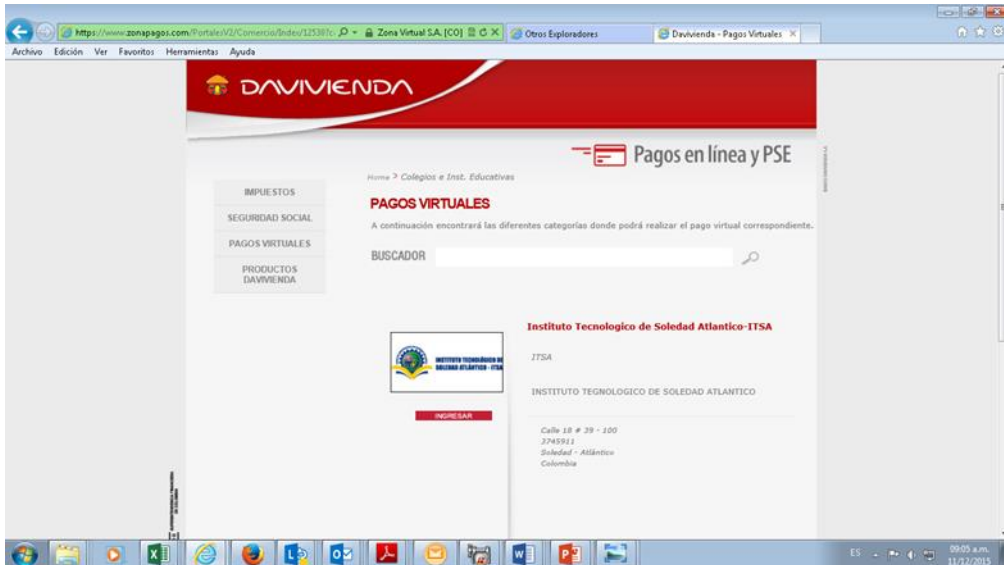 https://www.zonapagos.com/PortalesV2/Comercio/Index/12530?c-
Zona Virtual S.A. [CO]
Otros Exploradores
Davivienda - Pagos Virtuales
Archivo Edición Ver Favoritos Herramientas Ayuda
DAVIVIENDA
Pagos en línea y PSE
Home > Colegios e Inst. Educativas
IMPUESTOS
SEGURIDAD SOCIAL
PAGOS VIRTUALES
PRODUCTOS
DAVIVIENDA
PAGOS VIRTUALES
A continuación encontrará las diferentes categorías donde podrá realizar el pago virtual correspondiente.
BUSCADOR
INSTITUTO TECNOLÓGICO DE
SOLEDAD ATLÁNTICO - ITSA
INGRESAR
Instituto Tecnologico de Soledad Atlantico-ITSA
ITSA
INSTITUTO TEGNOLOGICO DE SOLEDAD ATLANTICO
Calle 18 # 39 - 100
3745911
Soledad - Atlántico
Colombia
ES
09:05 a.m.
11/12/2015